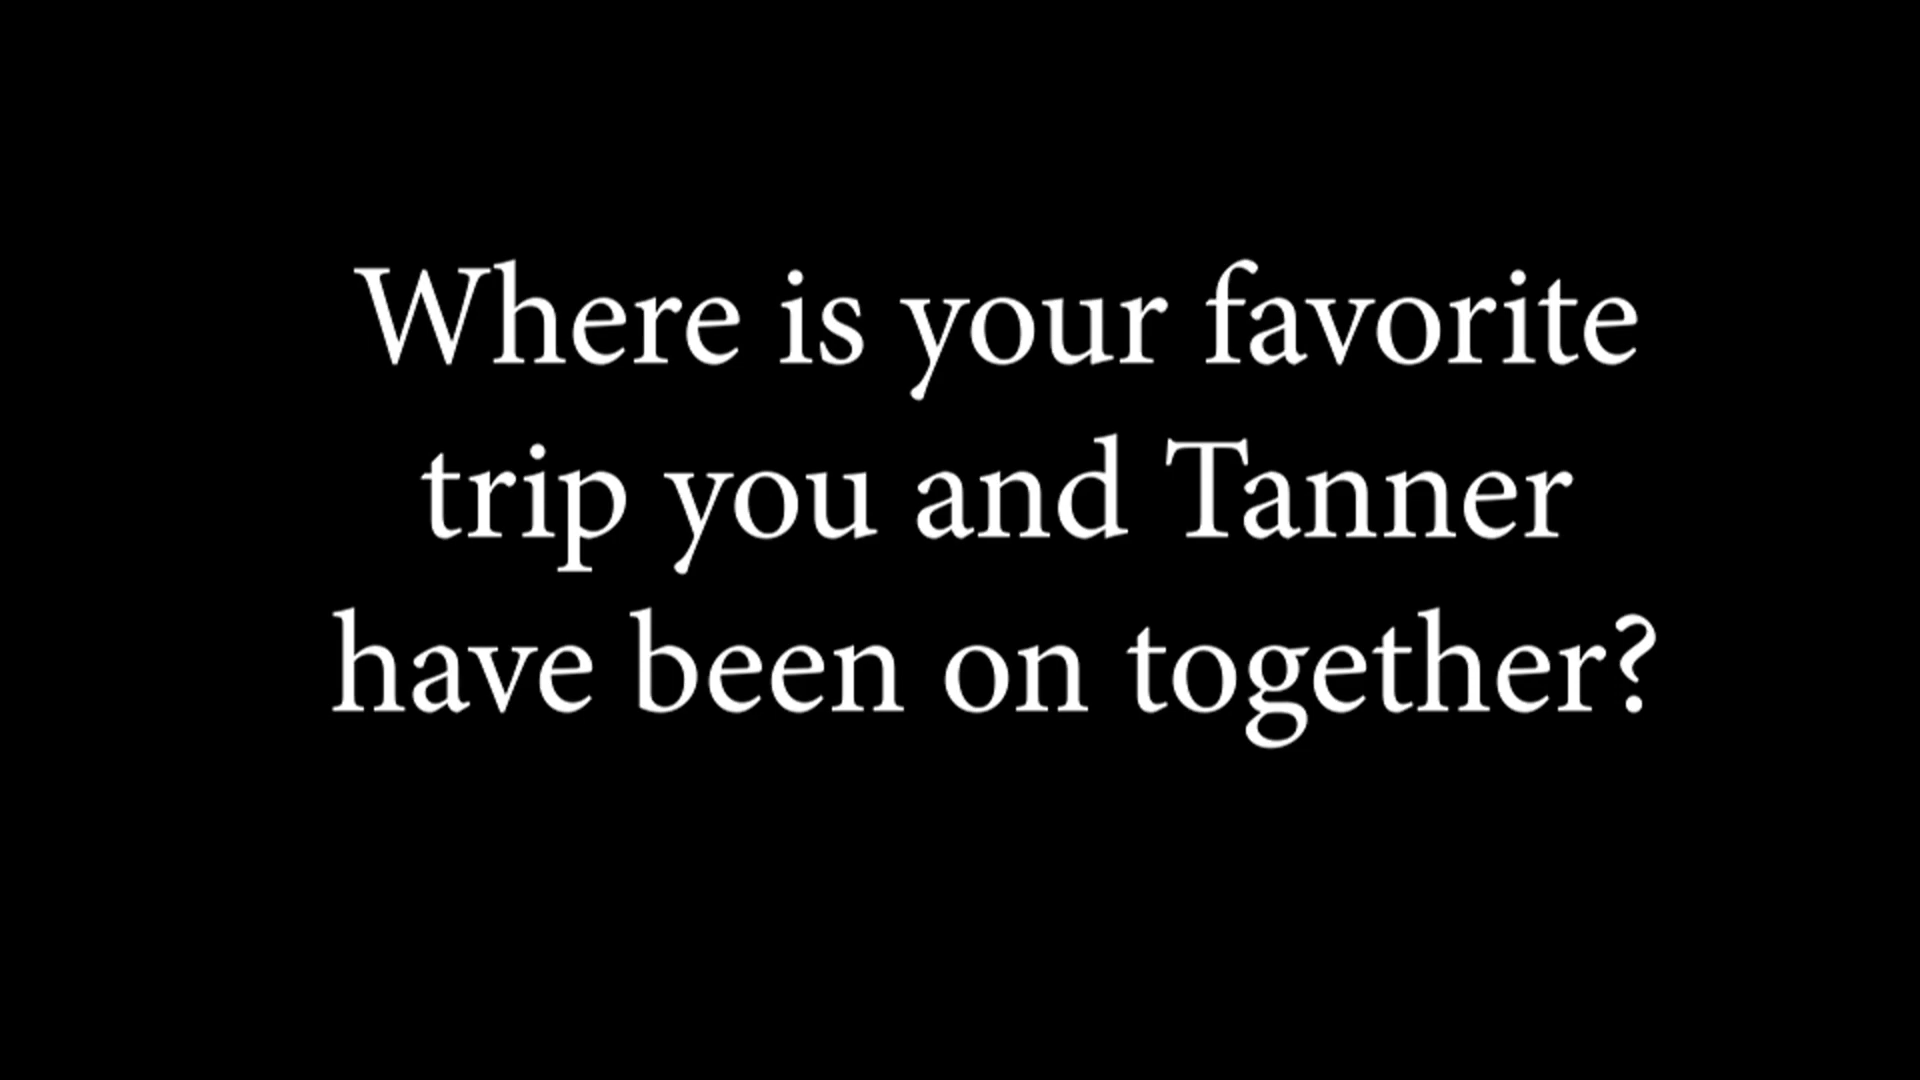 Where is your favorite
trip you and Tanner
have been on together?